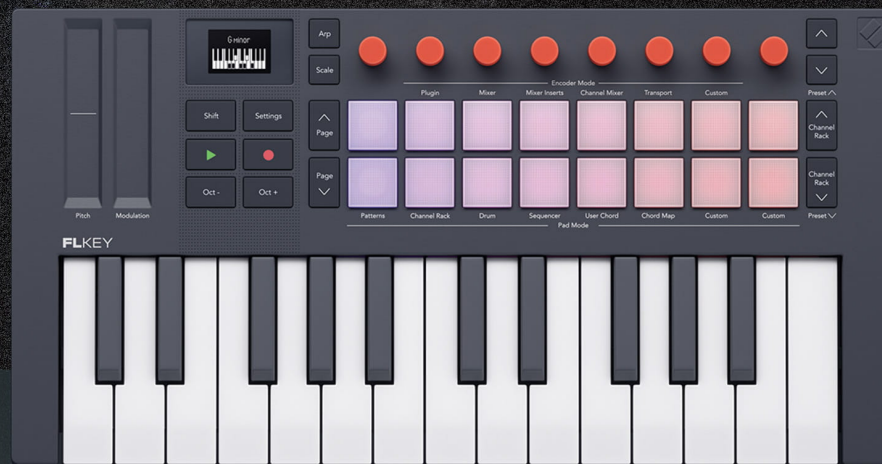 G Minor
Arp
Scale
Encoder Mode
Plugin Mixer Mixer Inserts Channel Mixer Transport Custom
Preset
Shift Settings
Page
Channel Rack
Page
Channel Rack
Oct - Oct +
Pitch Modulation
Patterns Channel Rack Drum Sequencer User Chord Chord Map Custom Custom
Preset
Pad Mode
FLKEY